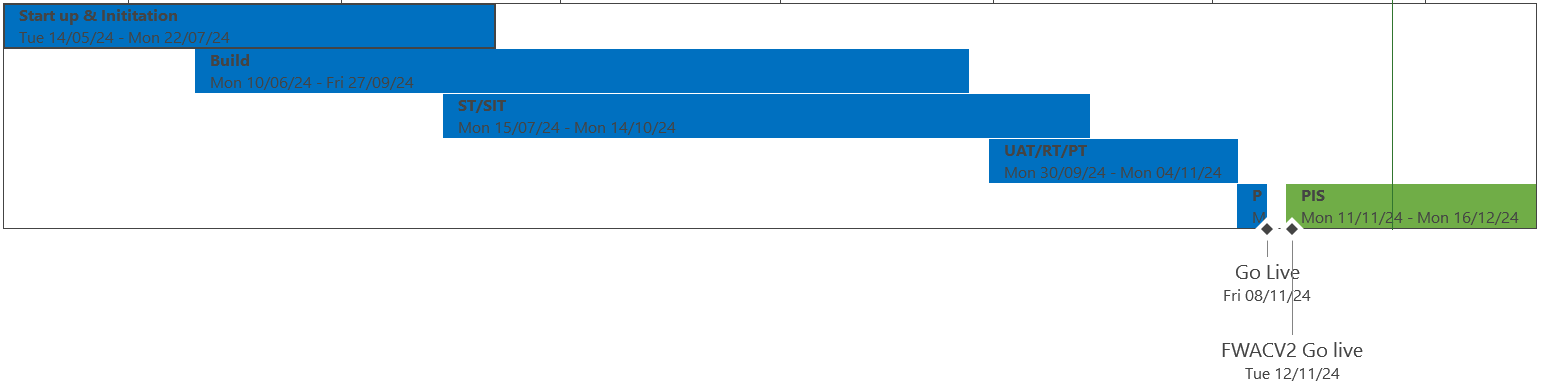 Start up & Inititation
Tue 14/05/24 - Mon 22/07/24
Build
Mon 10/06/24 - Fri 27/09/24
ST/SIT
Mon 15/07/24 - Mon 14/10/24
UAT/RT/PT
Mon 30/09/24 - Mon 04/11/24
P
M
PIS
Mon 11/11/24 - Mon 16/12/24
Go Live
Fri 08/11/24
FWACV2 Go live
Tue 12/11/24